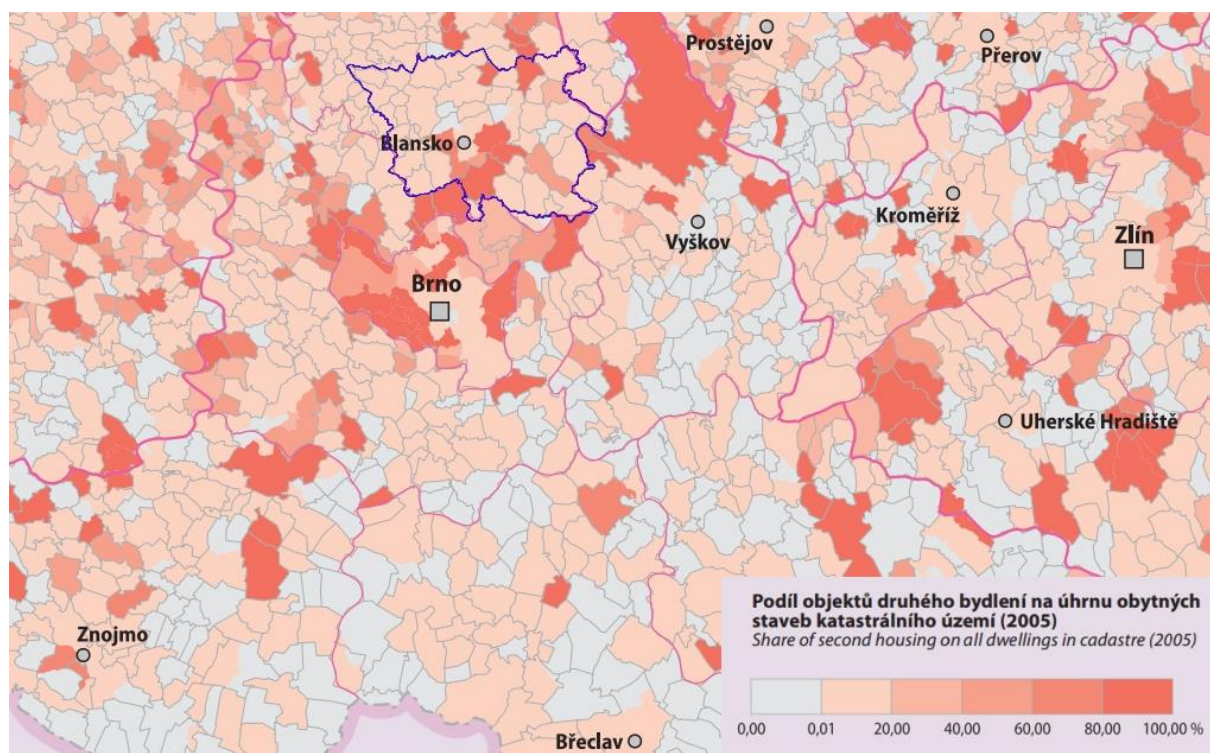 Prostějov
Přerov
Blansko
Kroměříž
Vyškov
Zlín
Brno
Uherské Hradiště
Znojmo
Břeclav
Podíl objektů druhého bydlení na úhrnu obytných
staveb katastrálního území (2005)
Share of second housing on all dwellings in cadastre (2005)
0,00 0,01 20,00 40,00 60,00 80,00 100,00 %